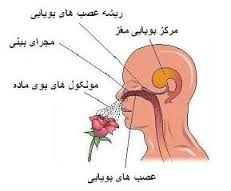 ریشه عصب های بویایی
مرکز بویایی مغز
مجرای بینی
مولکول های بوی ماده
عصب های بویایی